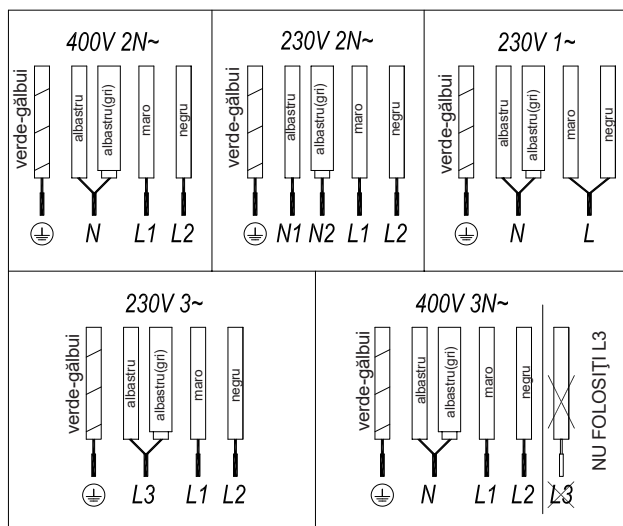 400V 2N~
verde-gălbui
albastru
albastru(gri)
maro
negru
N L1 L2
230V 2N~
verde-gălbui
albastru
albastru(gri)
maro
negru
N1 N2 L1 L2
230V 1~
verde-gălbui
albastru
albastru(gri)
maro
negru
N L
230V 3~
verde-gălbui
albastru
albastru(gri)
maro
negru
L3 L1 L2
400V 3N~
verde-gălbui
albastru
albastru(gri)
maro
negru
N L1 L2 L3
NU FOLOSIŢI L3